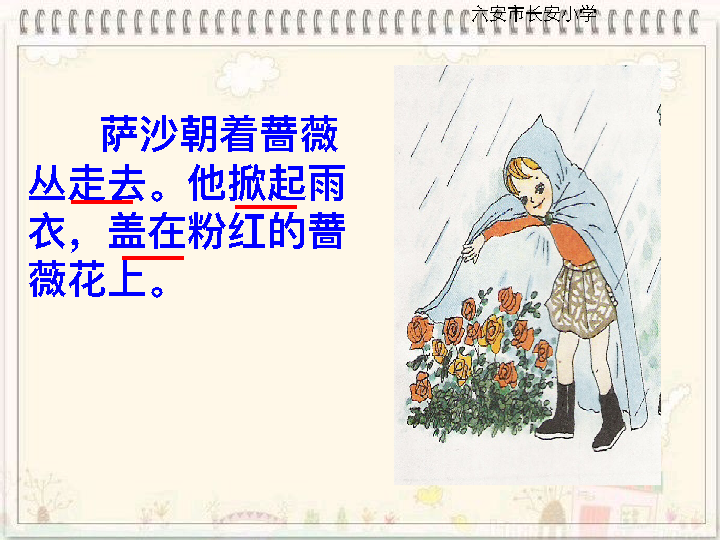 六安市长安小学
萨沙朝着蔷薇
丛走去。他掀起雨
衣，盖在粉红的蔷
薇花上。